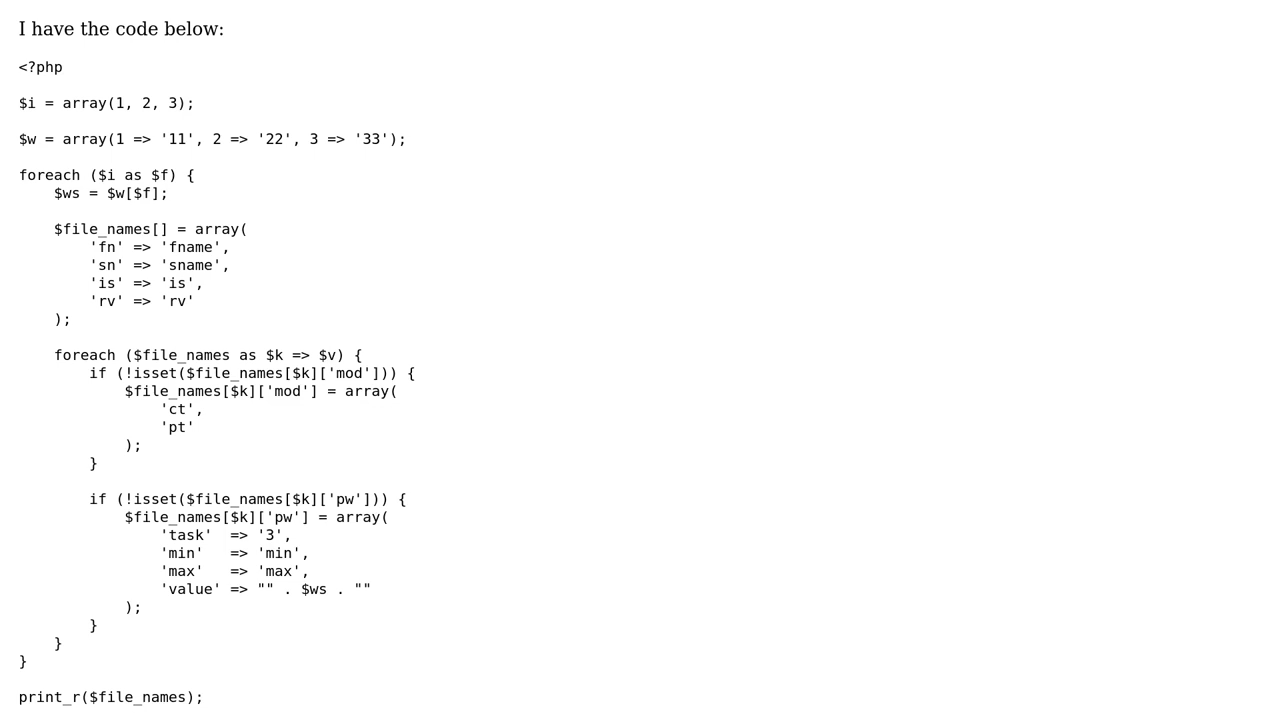 I have the code below:
<?php
$i = array(1, 2, 3);
$w = array(1 => '11', 2 => '22', 3 => '33');
foreach ($i as $f) {
    $ws = $w[$f];
    $file_names[] = array(
        'fn' => 'fname',
        'sn' => 'sname',
        'is' => 'is',
        'rv' => 'rv'
    );
    foreach ($file_names as $k => $v) {
        if (!isset($file_names[$k]['mod'])) {
            $file_names[$k]['mod'] = array(
                'ct',
                'pt'
            );
        }
        if (!isset($file_names[$k]['pw'])) {
            $file_names[$k]['pw'] = array(
                'task'  => '3',
                'min'   => 'min',
                'max'   => 'max',
                'value' => "" . $ws . ""
            );
        }
    }
}
print_r($file_names);